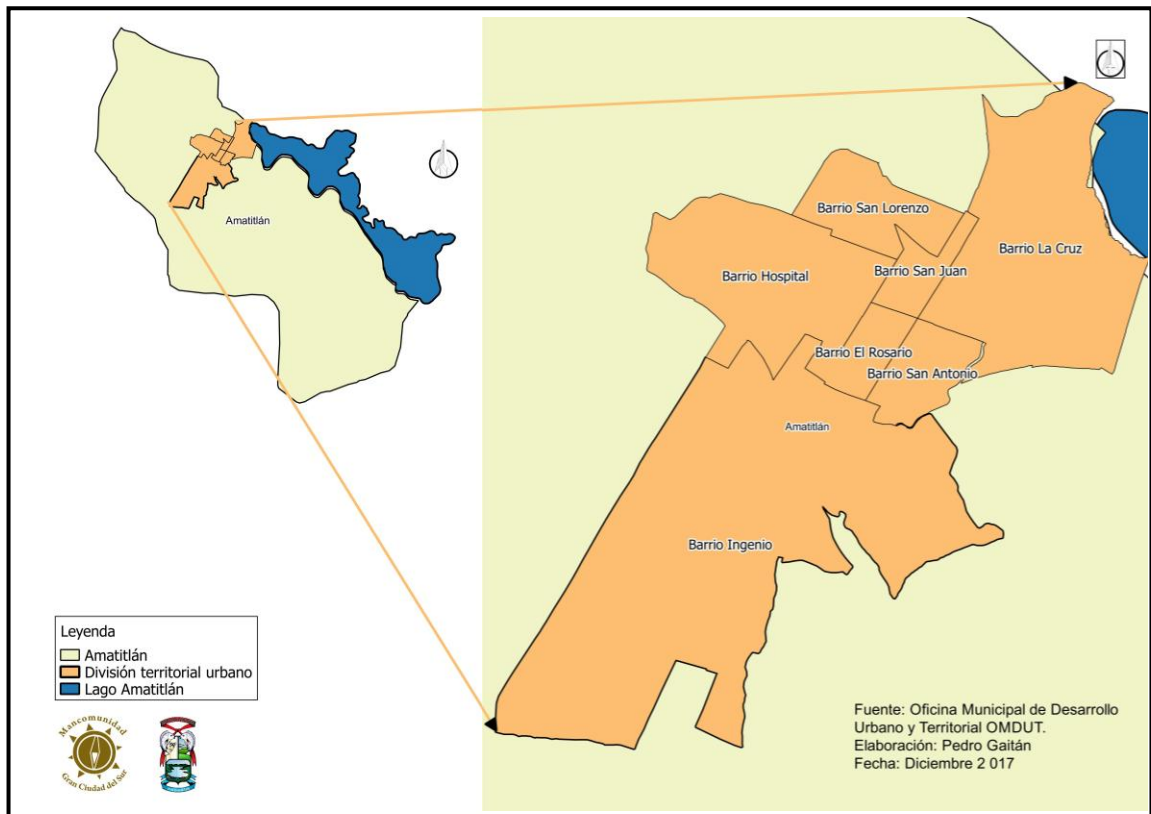 Amatitlán
Barrio San Lorenzo
Barrio La Cruz
Barrio San Juan
Barrio Hospital
Barrio El Rosario
Barrio San Antonio
Amatitlán
Barrio Ingenio
Leyenda
Amatitlán
División territorial urbano
Lago Amatitlán
Mancomunidad
Gran Ciudad del Sur
Fuente: Oficina Municipal de Desarrollo
Urbano y Territorial OMDUT.
Elaboración: Pedro Gaitán
Fecha: Diciembre 2 017